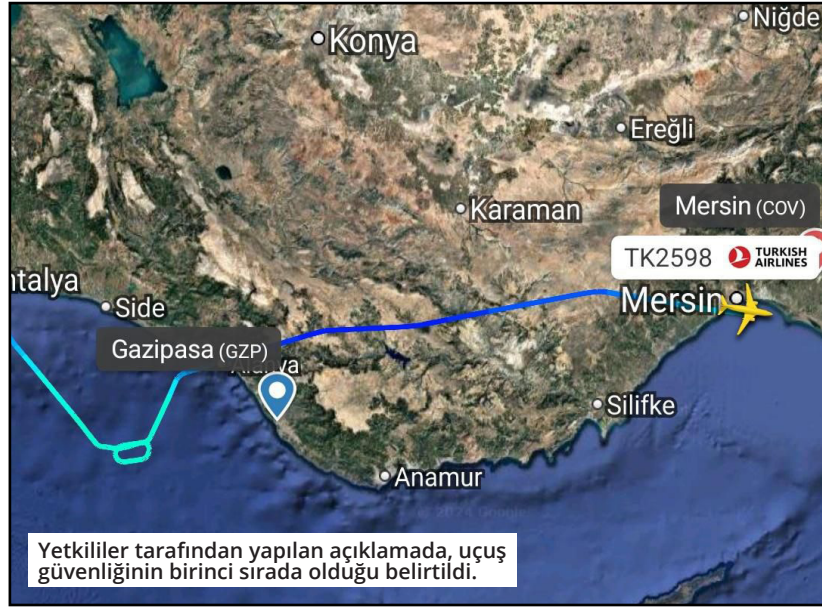 Niğde
Konya
Ereğli
Mersin (COV)
Karaman
TK2598 TURKISH AIRLINES
ntalya
Side
Mersin
Gazipasa (GZP)
Alanya
Silifke
Anamur
Yetkililer tarafından yapılan açıklamada, uçuş
güvenliğinin birinci sırada olduğu belirtildi.